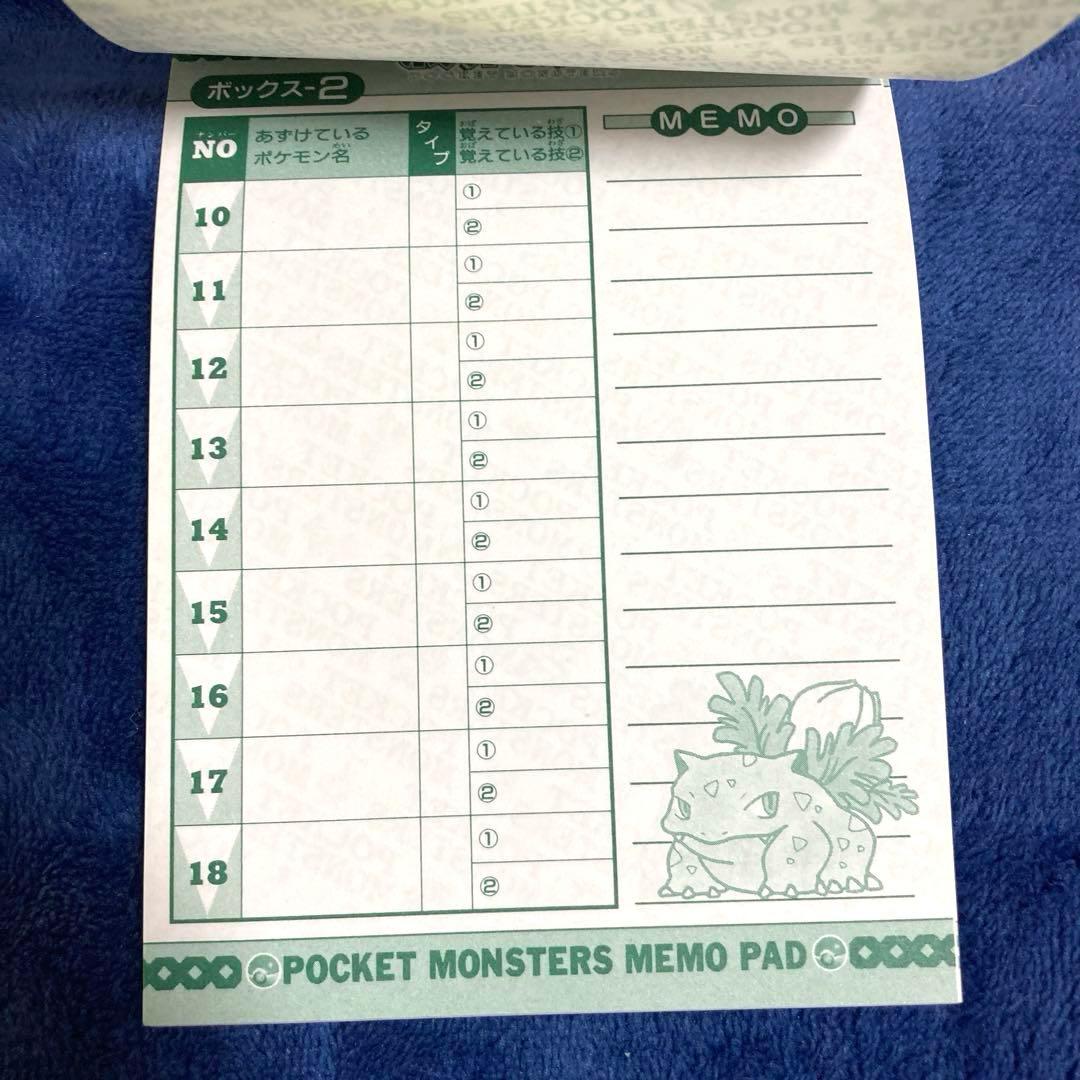 ボックス-2
ナンバー
NO
あずけている
ポケモン名
めい
タイプ
覚えている技①
おぼ
わざ
覚えている技②
おぼ
わざ
MEMO
10
①
②
11
①
②
12
①
②
13
①
②
14
①
②
15
①
②
16
①
②
17
①
②
18
①
②
POCKET MONSTERS MEMO PAD